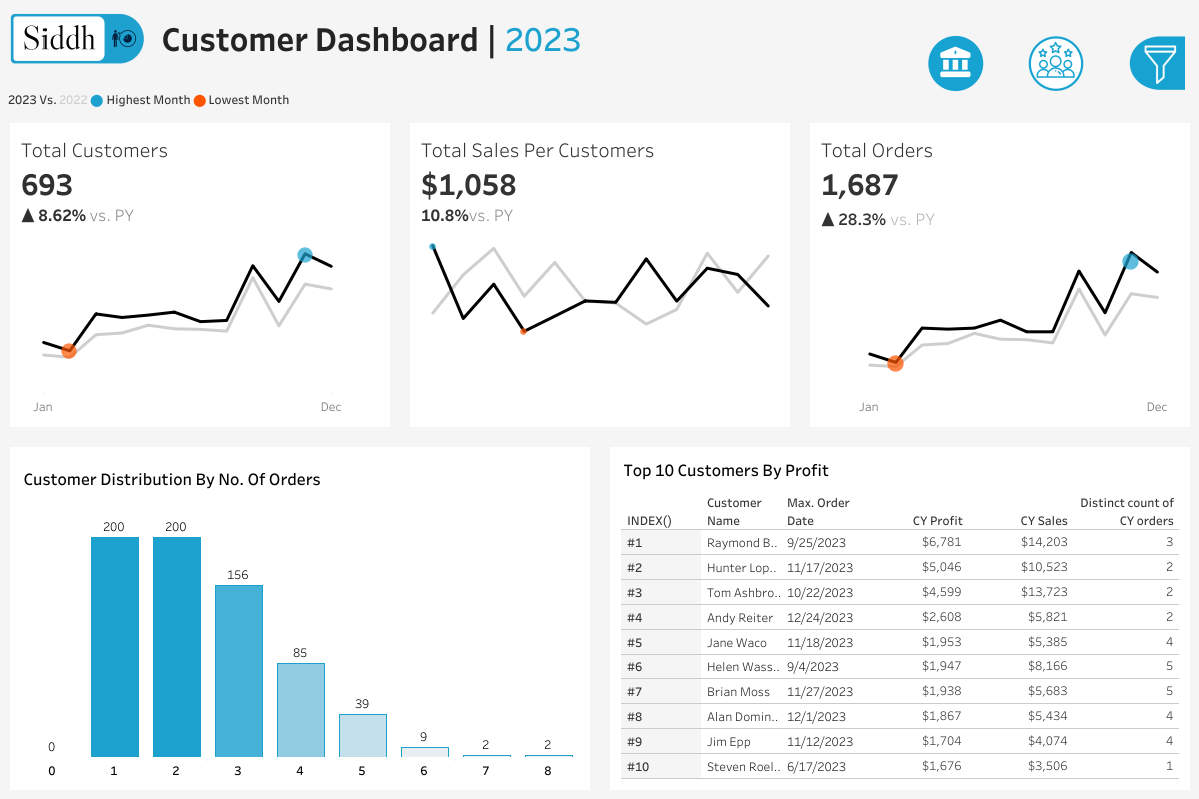 Siddh
Customer Dashboard | 2023
2023 Vs. 2022 Highest Month Lowest Month
Total Customers
693
▲ 8.62% vs. PY
Jan Dec
Total Sales Per Customers
$1,058
10.8%vs. PY
Total Orders
1,687
▲ 28.3% vs. PY
Jan Dec
Customer Distribution By No. Of Orders
0 200 200 156 85 39 9 2 2
0 1 2 3 4 5 6 7 8
Top 10 Customers By Profit
INDEX() Customer Name Max. Order Date CY Profit CY Sales Distinct count of CY orders
#1 Raymond B.. 9/25/2023 $6,781 $14,203 3
#2 Hunter Lop.. 11/17/2023 $5,046 $10,523 2
#3 Tom Ashbro.. 10/22/2023 $4,599 $13,723 2
#4 Andy Reiter 12/24/2023 $2,608 $5,821 2
#5 Jane Waco 11/18/2023 $1,953 $5,385 4
#6 Helen Wass.. 9/4/2023 $1,947 $8,166 5
#7 Brian Moss 11/27/2023 $1,938 $5,683 5
#8 Alan Domin.. 12/1/2023 $1,867 $5,434 4
#9 Jim Epp 11/12/2023 $1,704 $4,074 4
#10 Steven Roel.. 6/17/2023 $1,676 $3,506 1